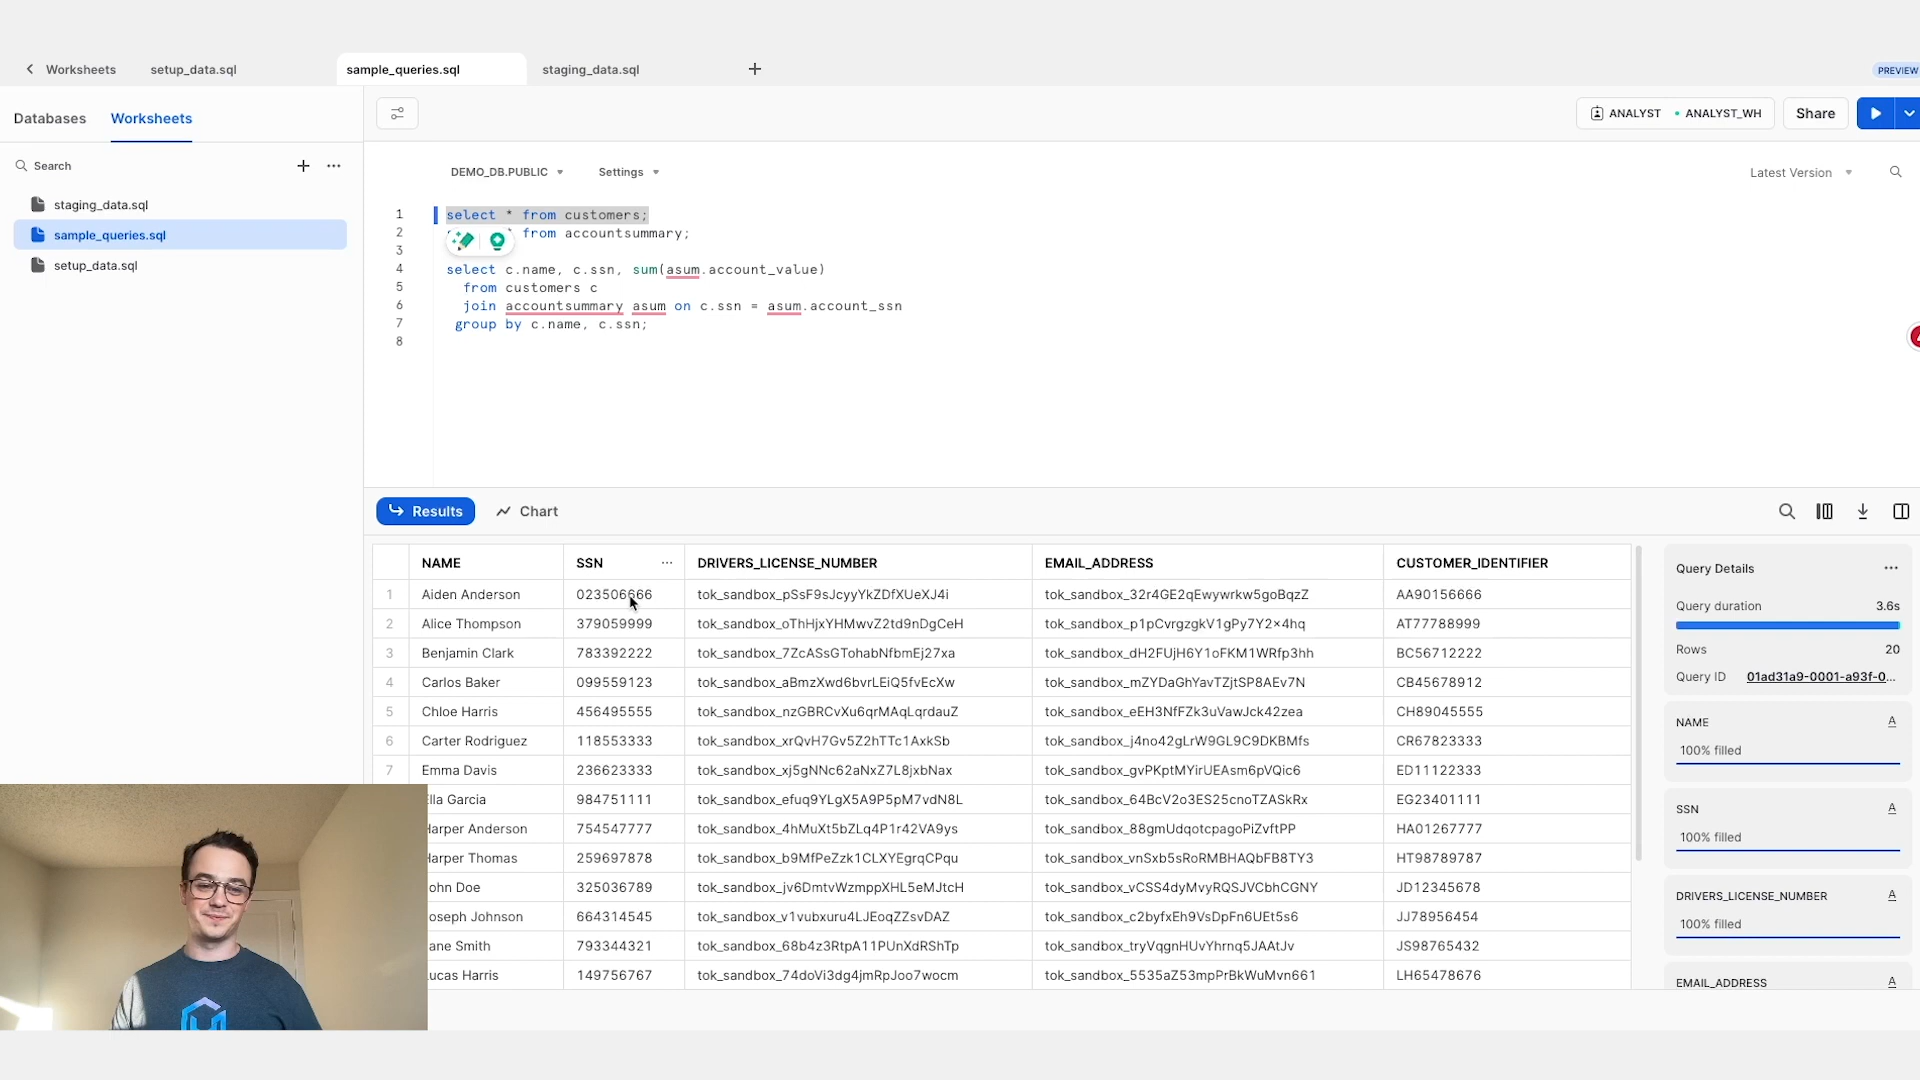 Worksheets
setup_data.sql
sample_queries.sql
staging_data.sql
PREVIEW
Databases
Worksheets
ANALYST
ANALYST_WH
Share
Search
staging_data.sql
sample_queries.sql
setup_data.sql
DEMO_DB.PUBLIC
Settings
Latest Version
1 select * from customers;
2 * from accountsummary;
3
4 select c.name, c.ssn, sum(asum.account_value)
5 from customers c
6 join accountsummary asum on c.ssn = asum.account_ssn
7 group by c.name, c.ssn;
8
Results
Chart
NAME SSN ... DRIVERS_LICENSE_NUMBER EMAIL_ADDRESS CUSTOMER_IDENTIFIER
1 Aiden Anderson 023506666 tok_sandbox_pSsF9sJcyyYkZDfXUeXJ4i tok_sandbox_32r4GE2qEwywrkw5goBqzZ AA90156666
2 Alice Thompson 379059999 tok_sandbox_oThHjxYHMwvZ2td9nDgCeH tok_sandbox_p1pCvrgzgkV1gPy7Y2x4hq AT77788999
3 Benjamin Clark 783392222 tok_sandbox_7ZcASsGTohabNfbmEj27xa tok_sandbox_dH2FUjH6Y1oFKM1WRfp3hh BC56712222
4 Carlos Baker 099559123 tok_sandbox_aBmzXwd6bvrLEiQ5fvEcXw tok_sandbox_mZYDaGhYavTZjtSP8AEv7N CB45678912
5 Chloe Harris 456495555 tok_sandbox_nzGBRCvXu6qrMAqLqrdauZ tok_sandbox_eEH3NfFZk3uVawJck42zea CH89045555
6 Carter Rodriguez 118553333 tok_sandbox_xrQvH7Gv5Z2hTTc1AxkSb tok_sandbox_j4no42gLrW9GL9C9DKBMfs CR67823333
7 Emma Davis 236623333 tok_sandbox_xj5gNNc62aNxZ7L8jxbNax tok_sandbox_gvPKptMYirUEAsm6pVQic6 ED11122333
lla Garcia 984751111 tok_sandbox_efuq9YLgX5A9P5pM7vdN8L tok_sandbox_64BcV2o3ES25cnoTZASkRx EG23401111
Harper Anderson 754547777 tok_sandbox_4hMuXt5bZLq4P1r42VA9ys tok_sandbox_88gmUdqotcpagoPiZvftPP HA01267777
Harper Thomas 259697878 tok_sandbox_b9MfPeZzk1CLXYEgrqCPqu tok_sandbox_vnSxb5sRoRMBHAQbFB8TY3 HT98789787
ohn Doe 325036789 tok_sandbox_jv6DmtvWzmppXHL5eMJtcH tok_sandbox_vCSS4dyMvyRQSJVCbhCGNY JD12345678
oseph Johnson 664314545 tok_sandbox_v1vubxuru4LJEoqZZsvDAZ tok_sandbox_c2byfxEh9VsDpFn6UEt5s6 JJ78956454
ane Smith 793344321 tok_sandbox_68b4z3RtpA11PUnXdRShTp tok_sandbox_tryVqgnHUvYhrnq5JAAtJv JS98765432
ucas Harris 149756767 tok_sandbox_74doVi3dg4jmRpJoo7wocm tok_sandbox_5535aZ53mpPrBkWuMvn661 LH65478676
Query Details ...
Query duration 3.6s
Rows 20
Query ID 01ad31a9-0001-a93f-0...
NAME A
100% filled
SSN A
100% filled
DRIVERS_LICENSE_NUMBER A
100% filled
EMAIL_ADDRESS A